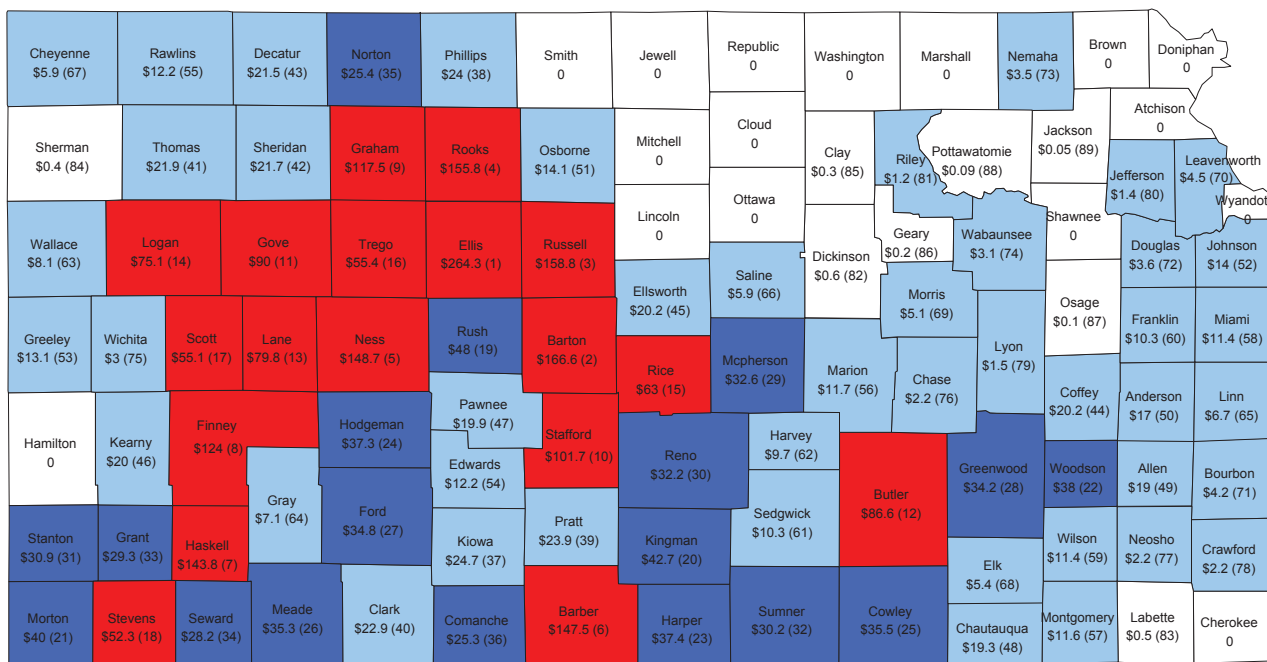 Cheyenne
$5.9 (67)
Rawlins
$12.2 (55)
Decatur
$21.5 (43)
Norton
$25.4 (35)
Phillips
$24 (38)
Smith
0
Jewell
0
Republic
0
Washington
0
Marshall
0
Nemaha
$3.5 (73)
Brown
0
Doniphan
0
Sherman
$0.4 (84)
Thomas
$21.9 (41)
Sheridan
$21.7 (42)
Graham
$117.5 (9)
Rooks
$155.8 (4)
Osborne
$14.1 (51)
Mitchell
0
Cloud
0
Clay
$0.3 (85)
Riley
$1.2 (81)
Pottawatomie
$0.09 (88)
Jackson
$0.05 (89)
Atchison
0
Jefferson
$1.4 (80)
Leavenworth
$4.5 (70)
Wyandot
0
Wallace
$8.1 (63)
Logan
$75.1 (14)
Gove
$90 (11)
Trego
$55.4 (16)
Ellis
$264.3 (1)
Russell
$158.8 (3)
Lincoln
0
Ottawa
0
Dickinson
$0.6 (82)
Geary
$0.2 (86)
Wabaunsee
$3.1 (74)
Shawnee
0
Douglas
$3.6 (72)
Johnson
$14 (52)
Ellsworth
$20.2 (45)
Saline
$5.9 (66)
Morris
$5.1 (69)
Osage
$0.1 (87)
Greeley
$13.1 (53)
Wichita
$3 (75)
Scott
$55.1 (17)
Lane
$79.8 (13)
Ness
$148.7 (5)
Rush
$48 (19)
Barton
$166.6 (2)
Rice
$63 (15)
Mcpherson
$32.6 (29)
Marion
$11.7 (56)
Chase
$2.2 (76)
Lyon
$1.5 (79)
Franklin
$10.3 (60)
Miami
$11.4 (58)
Coffey
$20.2 (44)
Anderson
$17 (50)
Linn
$6.7 (65)
Hamilton
0
Kearny
$20 (46)
Finney
$124 (8)
Hodgeman
$37.3 (24)
Pawnee
$19.9 (47)
Stafford
$101.7 (10)
Reno
$32.2 (30)
Harvey
$9.7 (62)
Butler
$86.6 (12)
Greenwood
$34.2 (28)
Woodson
$38 (22)
Allen
$19 (49)
Bourbon
$4.2 (71)
Gray
$7.1 (64)
Ford
$34.8 (27)
Edwards
$12.2 (54)
Pratt
$23.9 (39)
Sedgwick
$10.3 (61)
Stanton
$30.9 (31)
Grant
$29.3 (33)
Haskell
$143.8 (7)
Kiowa
$24.7 (37)
Kingman
$42.7 (20)
Elk
$5.4 (68)
Wilson
$11.4 (59)
Neosho
$2.2 (77)
Crawford
$2.2 (78)
Morton
$40 (21)
Stevens
$52.3 (18)
Seward
$28.2 (34)
Meade
$35.3 (26)
Clark
$22.9 (40)
Comanche
$25.3 (36)
Barber
$147.5 (6)
Harper
$37.4 (23)
Sumner
$30.2 (32)
Cowley
$35.5 (25)
Chautauqua
$19.3 (48)
Montgomery
$11.6 (57)
Labette
$0.5 (83)
Cherokee
0